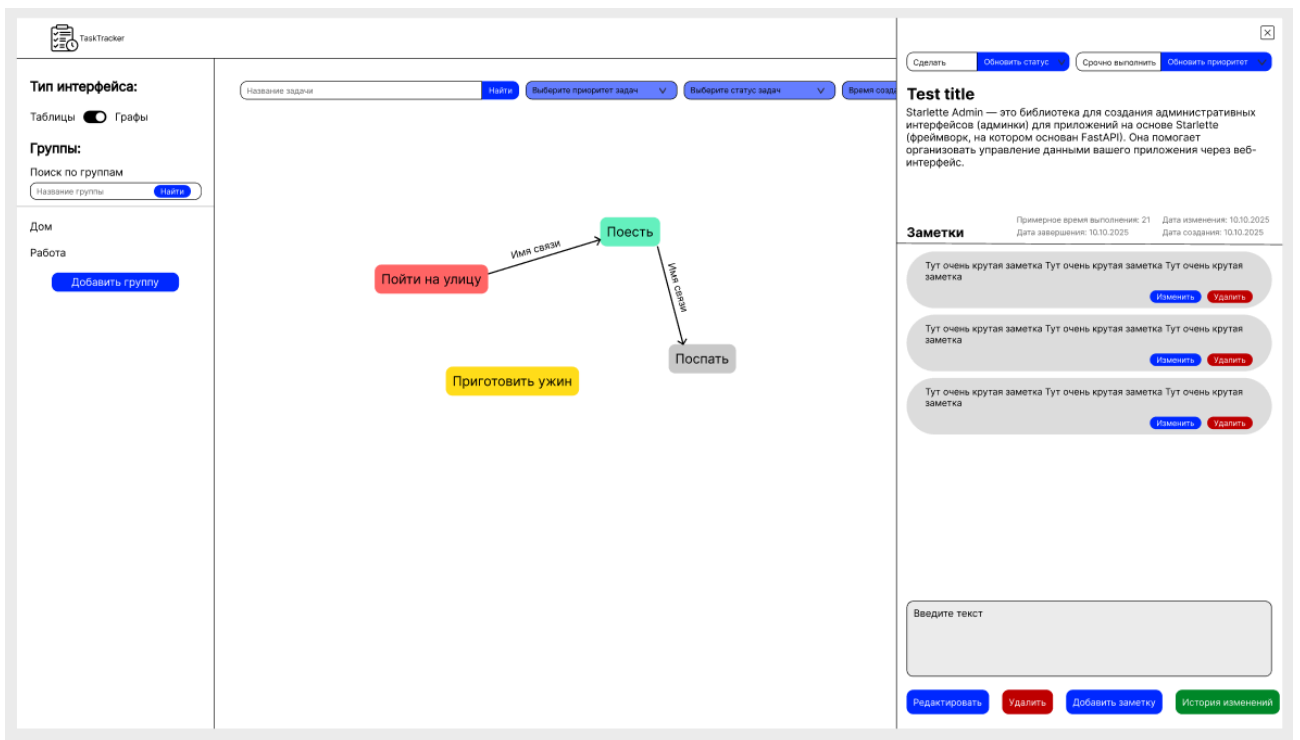 TaskTracker
Тип интерфейса:
Таблицы Графы
Группы:
Поиск по группам
Название группы Найти
Дом
Работа
Добавить группу
Название задачи Найти Выберите приоритет задач Выберите статус задач Время созда
Поесть
Имя связи
Пойти на улицу
Имя связи
Поспать
Приготовить ужин
Сделать Обновить статус Срочно выполнить Обновить приоритет
Test title
Starlette Admin — это библиотека для создания административных
интерфейсов (админки) для приложений на основе Starlette
(фреймворк, на котором основан FastAPI). Она помогает
организовать управление данными вашего приложения через веб-
интерфейс.
Примерное время выполнения: 21 Дата изменения: 10.10.2025
Заметки Дата завершения: 10.10.2025 Дата создания: 10.10.2025
Тут очень крутая заметка Тут очень крутая заметка Тут очень крутая
заметка
Изменить Удалить
Тут очень крутая заметка Тут очень крутая заметка Тут очень крутая
заметка
Изменить Удалить
Тут очень крутая заметка Тут очень крутая заметка Тут очень крутая
заметка
Изменить Удалить
Введите текст
Редактировать Удалить Добавить заметку История изменений